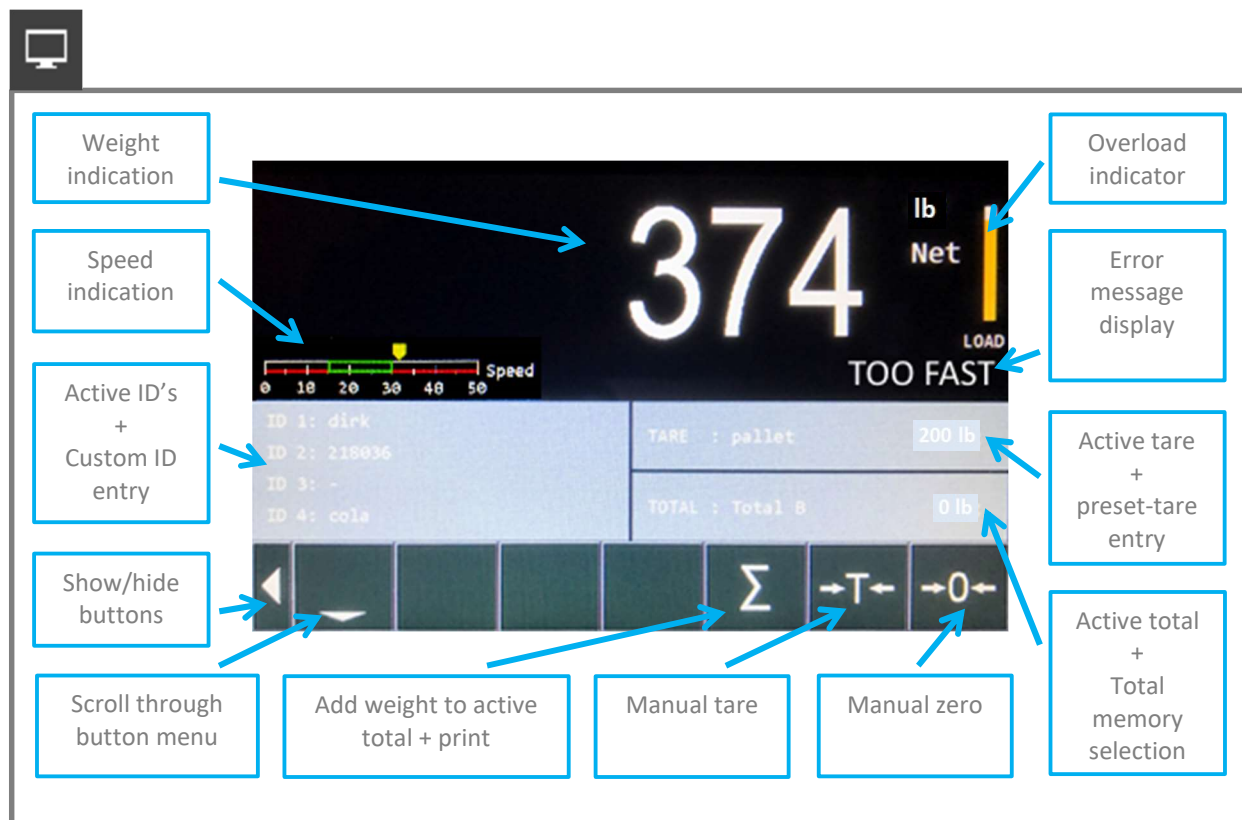 Weight
indication
Overload
indicator
Speed
indication
Error
message
display
374
lb
Net
LOAD
TOO FAST
Speed
0 10 20 30 40 50
Active ID’s
+
Custom ID
entry
ID 1: dirk
ID 2: 218036
ID 3: -
ID 4: cola
TARE : pallet 200 lb
TOTAL : Total B 0 lb
Active tare
+
preset-tare
entry
Show/hide
buttons
Σ
→T←
→0←
Active total
+
Total
memory
selection
Scroll through
button menu
Add weight to active
total + print
Manual tare
Manual zero